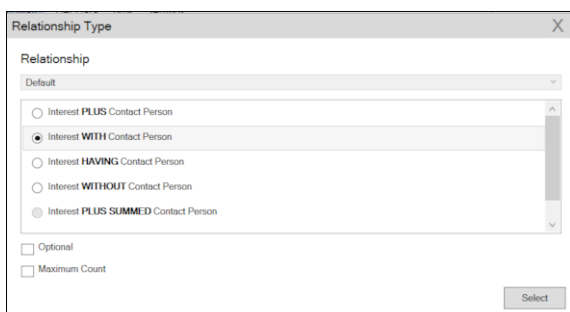 Relationship Type X
Relationship
Default
Interest PLUS Contact Person
Interest WITH Contact Person
Interest HAVING Contact Person
Interest WITHOUT Contact Person
Interest PLUS SUMMED Contact Person
Optional
Maximum Count
Select